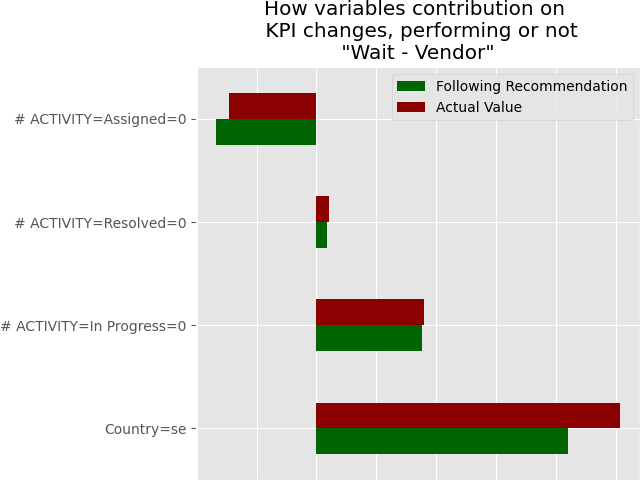 How variables contribution on
KPI changes, performing or not
"Wait - Vendor"
Following Recommendation
Actual Value
# ACTIVITY=Assigned=0
# ACTIVITY=Resolved=0
# ACTIVITY=In Progress=0
Country=se